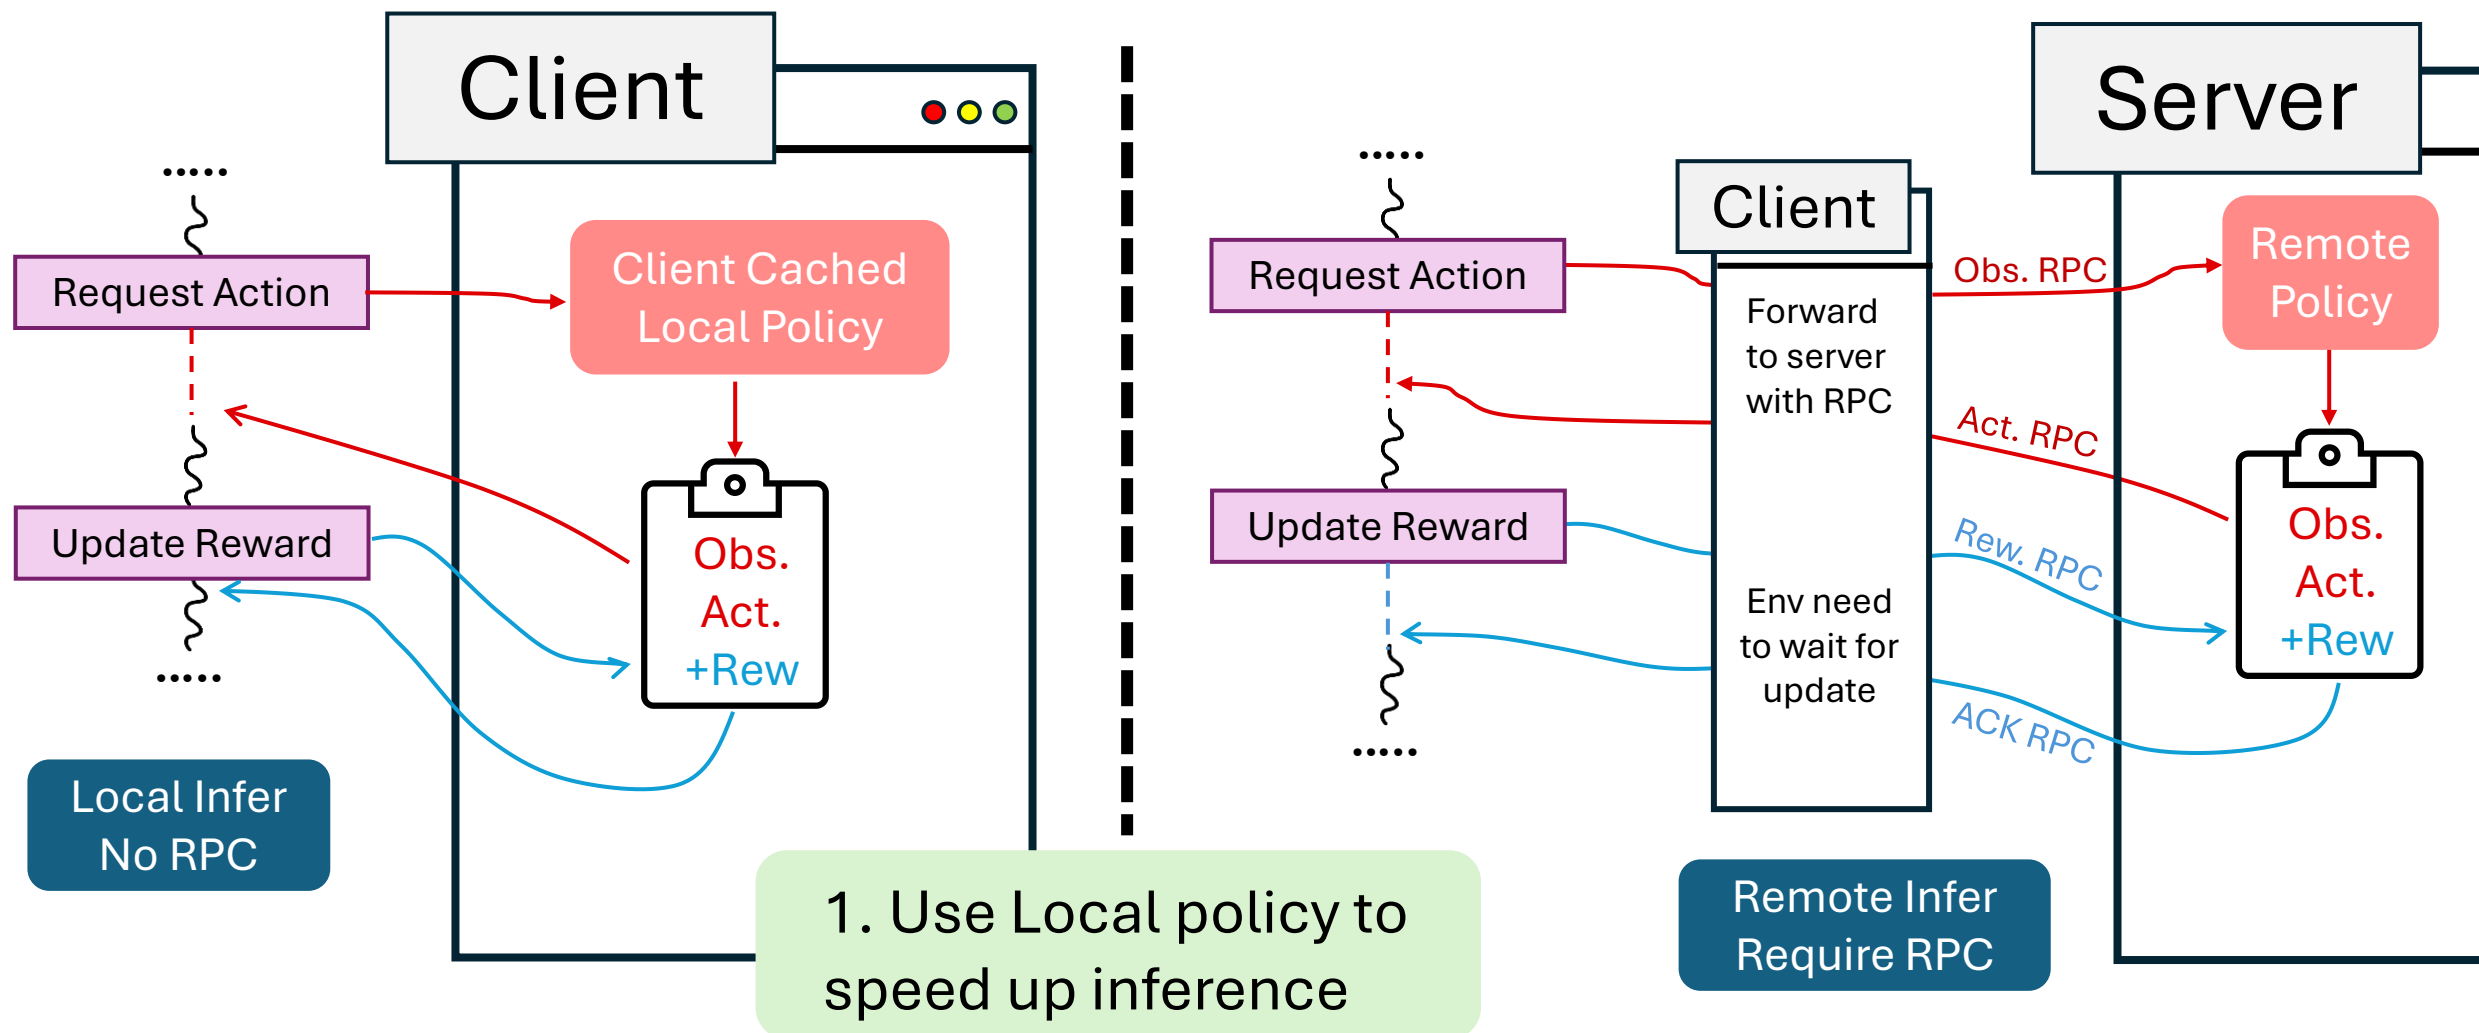 Client
.....
Request Action
Client Cached
Local Policy
Obs.
Act.
+Rew
Update Reward
.....
Local Infer
No RPC
1. Use Local policy to
speed up inference
Server
Client
.....
Request Action
Obs. RPC
Remote
Policy
Forward
to server
with RPC
Act. RPC
Update Reward
Rew. RPC
Obs.
Act.
+Rew
Env need
to wait for
update
ACK RPC
.....
Remote Infer
Require RPC